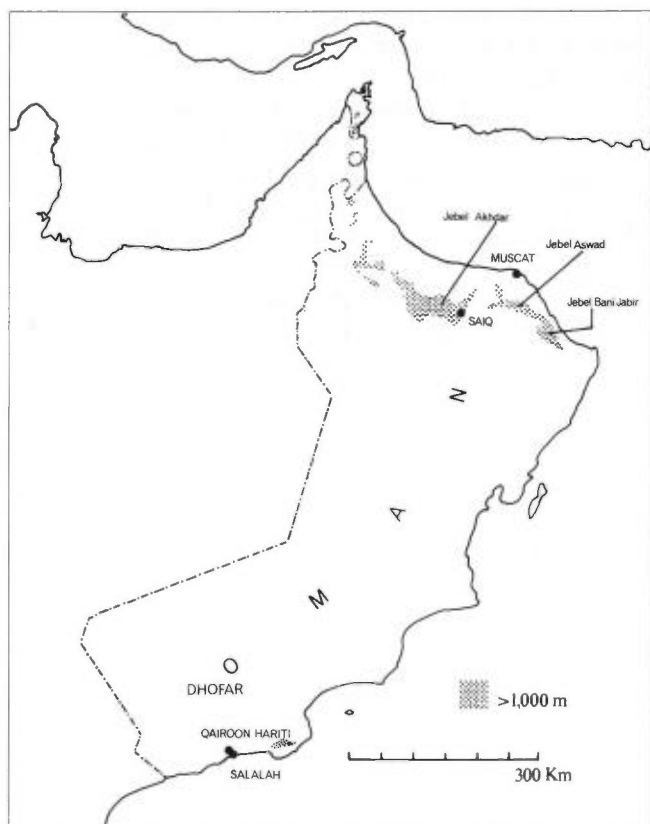 Jebel Akhdar
Jebel Aswad
MUSCAT
Jebel Bani Jabir
SAIQ
O M A N
DHOFAR
>1,000 m
QAIROON HARITI
SALALAH
300 Km